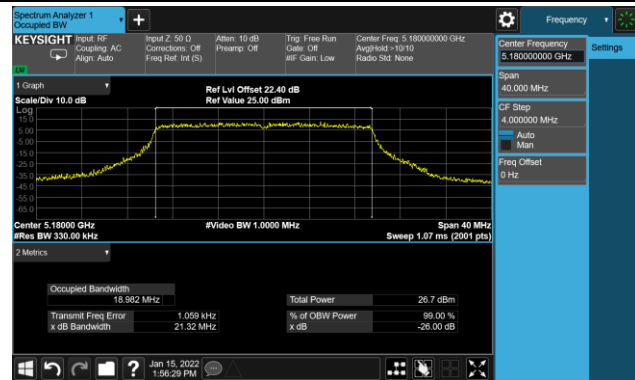 Spectrum Analyzer 1
Occupied BW
+
Frequency
KEYSIGHT
Input: RF
Coupling: AC
Align: Auto
Input Z: 50 Ω
Corrections: Off
Freq Ref: Int (S)
Atten: 10 dB
Preamp: Off
Trig: Free Run
Gate: Off
#IF Gain: Low
Center Freq: 5.180000000 GHz
Avg|Hold:>10/10
Radio Std: None
Center Frequency
5.180000000 GHz
Settings
Span
40.000 MHz
CF Step
4.000000 MHz
Auto
Man
Freq Offset
0 Hz
1 Graph
Scale/Div 10.0 dB
Ref Lvl Offset 22.40 dB
Ref Value 25.00 dBm
Log
15.0
5.00
-5.00
-15.0
-25.0
-35.0
-45.0
-55.0
-65.0
Center 5.18000 GHz
#Res BW 330.00 kHz
#Video BW 1.0000 MHz
Span 40 MHz
Sweep 1.07 ms (2001 pts)
2 Metrics
Occupied Bandwidth
18.982 MHz
Total Power 26.7 dBm
Transmit Freq Error 1.059 kHz
% of OBW Power 99.00 %
x dB Bandwidth 21.32 MHz
x dB -26.00 dB
?
Jan 15, 2022
1:56:29 PM